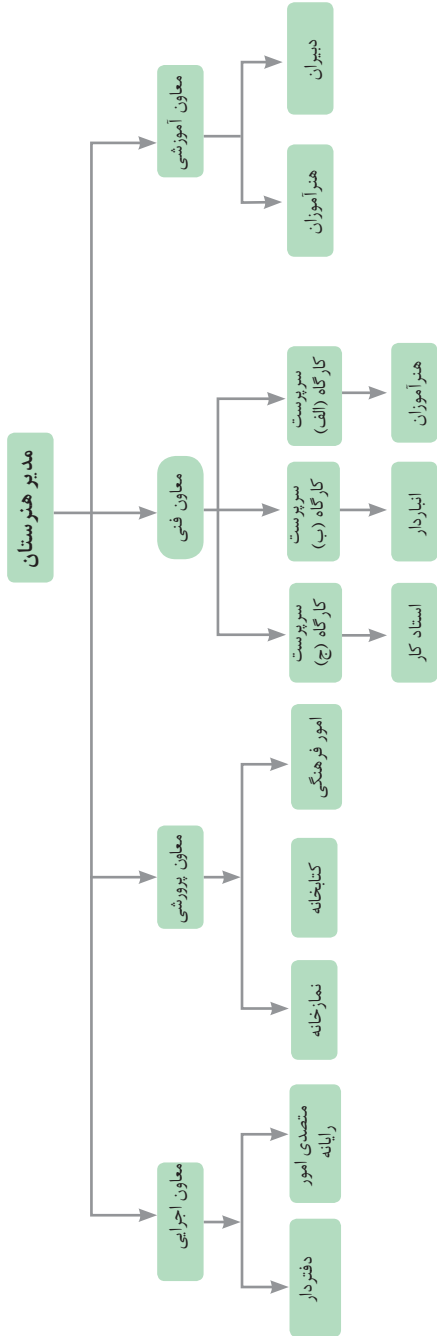 مدیر هنرستان
معاون آموزشی
معاون فنی
معاون پرورشی
معاون اجرایی
دبیران
هنرآموزان
سرپرست
کارگاه (الف)
سرپرست
کارگاه (ب)
سرپرست
کارگاه (ج)
امور فرهنگی
کتابخانه
نمازخانه
متصدی امور
رایانه
دفتردار
هنرآموزان
انباردار
استاد کار